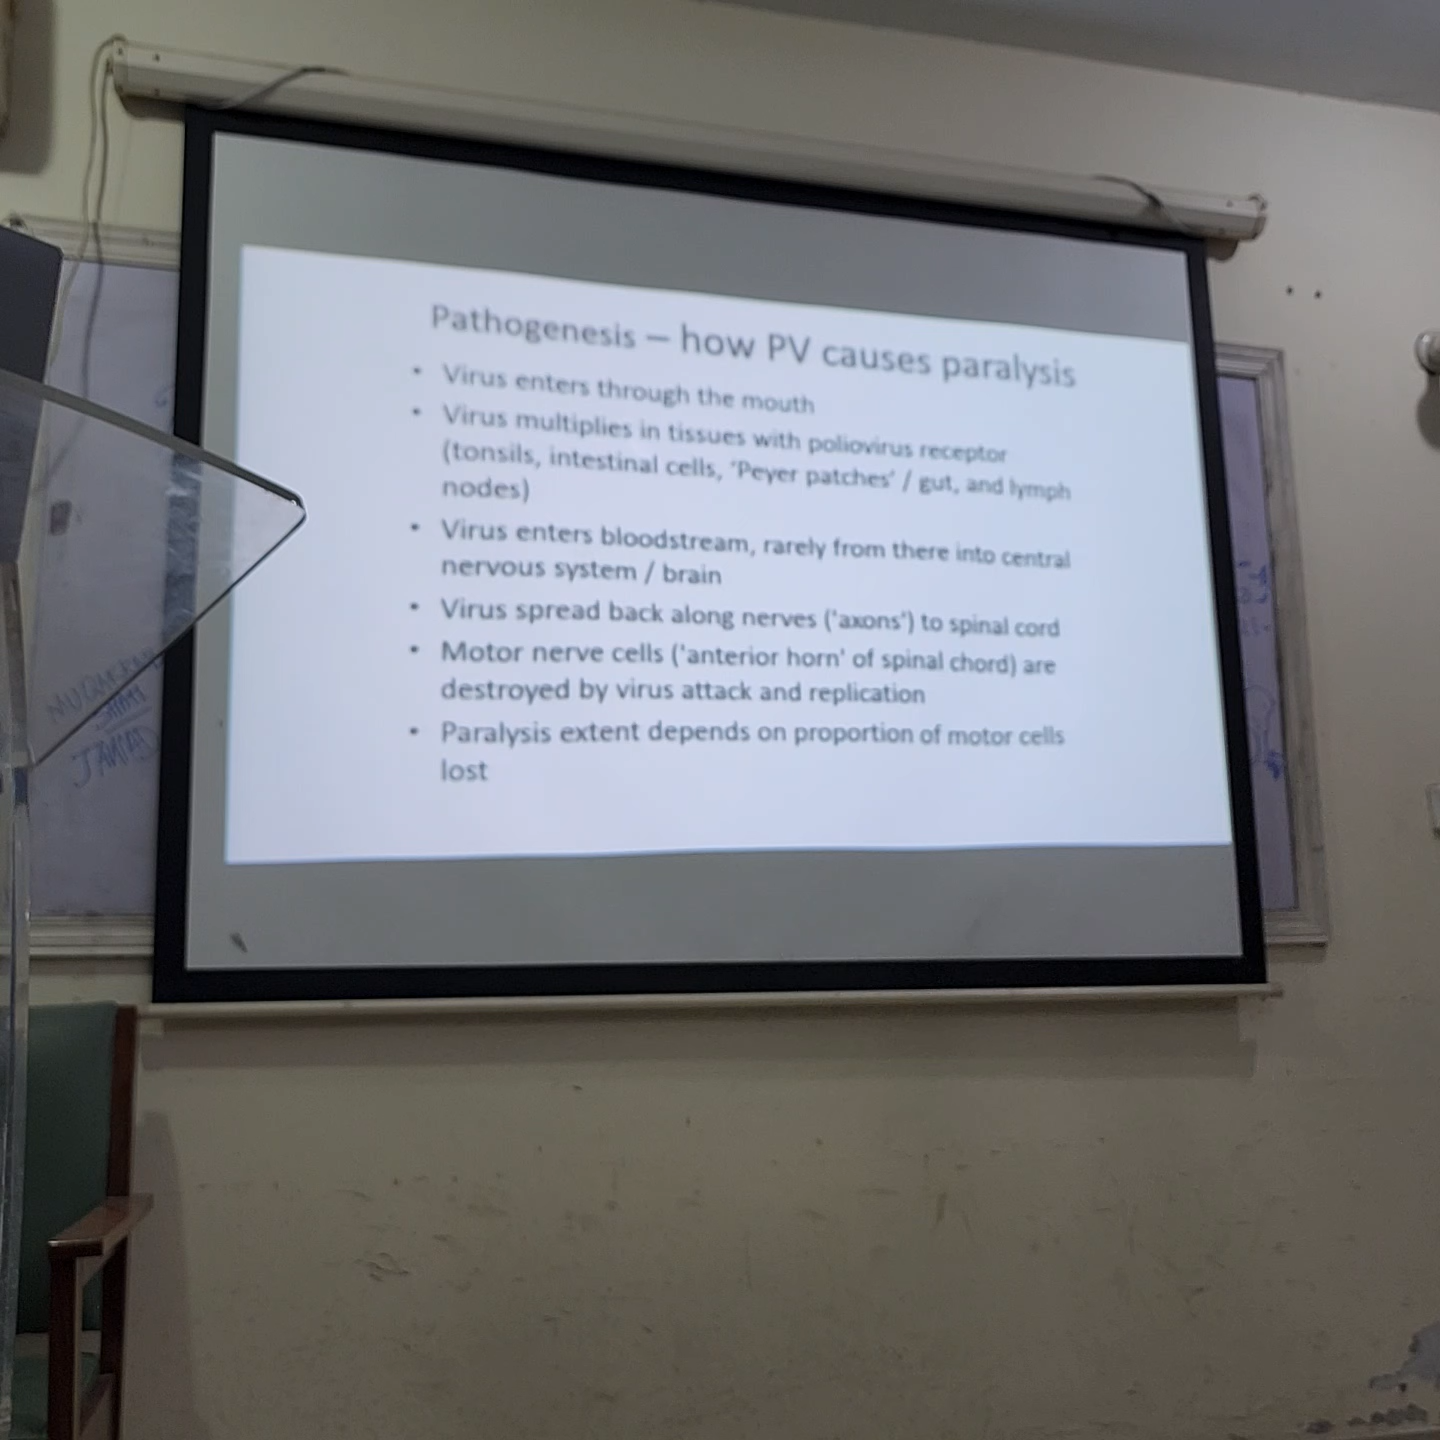 Pathogenesis – how PV causes paralysis
• Virus enters through the mouth
• Virus multiplies in tissues with poliovirus receptor
(tonsils, intestinal cells, ‘Peyer patches’ / gut, and lymph
nodes)
• Virus enters bloodstream, rarely from there into central
nervous system / brain
• Virus spread back along nerves ('axons') to spinal cord
• Motor nerve cells ('anterior horn' of spinal chord) are
destroyed by virus attack and replication
• Paralysis extent depends on proportion of motor cells
lost